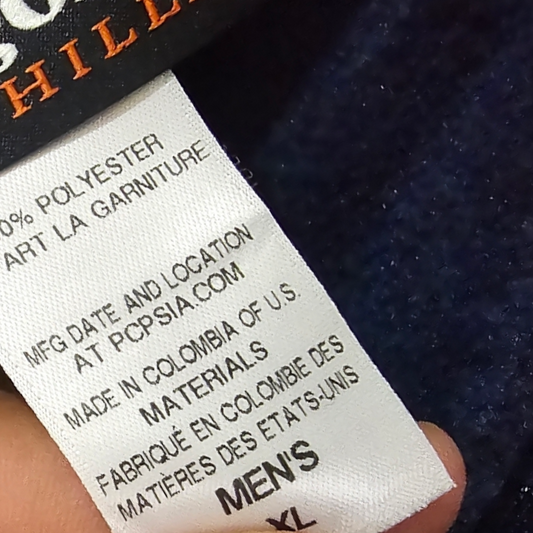 HILL
0% POLYESTER
ART LA GARNITURE
MFG DATE AND LOCATION
AT PCPSIA.COM
MADE IN COLOMBIA OF U.S.
MATERIALS
FABRIQUÉ EN COLOMBIE DES
MATIÈRES DES ETATS-UNIS
MEN'S
XL